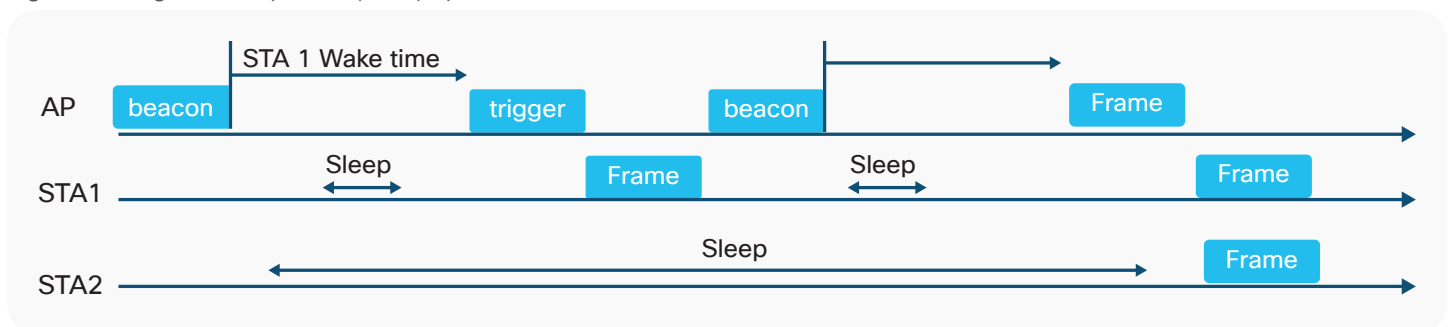 STA 1 Wake time
AP beacon trigger beacon Frame
Sleep Sleep
STA1 Frame Frame
Sleep
STA2 Frame